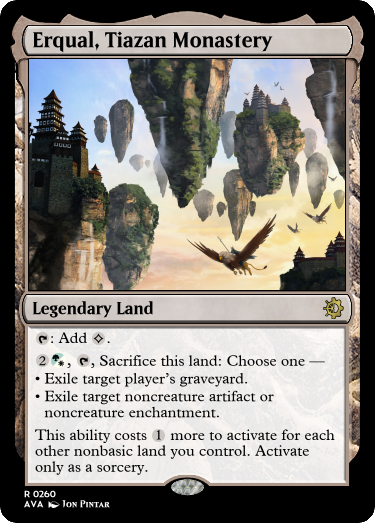 Erqual, Tiazan Monastery
Legendary Land
: Add .
2 , , Sacrifice this land: Choose one —
• Exile target player's graveyard.
• Exile target noncreature artifact or
noncreature enchantment.
This ability costs 1 more to activate for each
other nonbasic land you control. Activate
only as a sorcery.
R 0260
AVA Jon Pintar